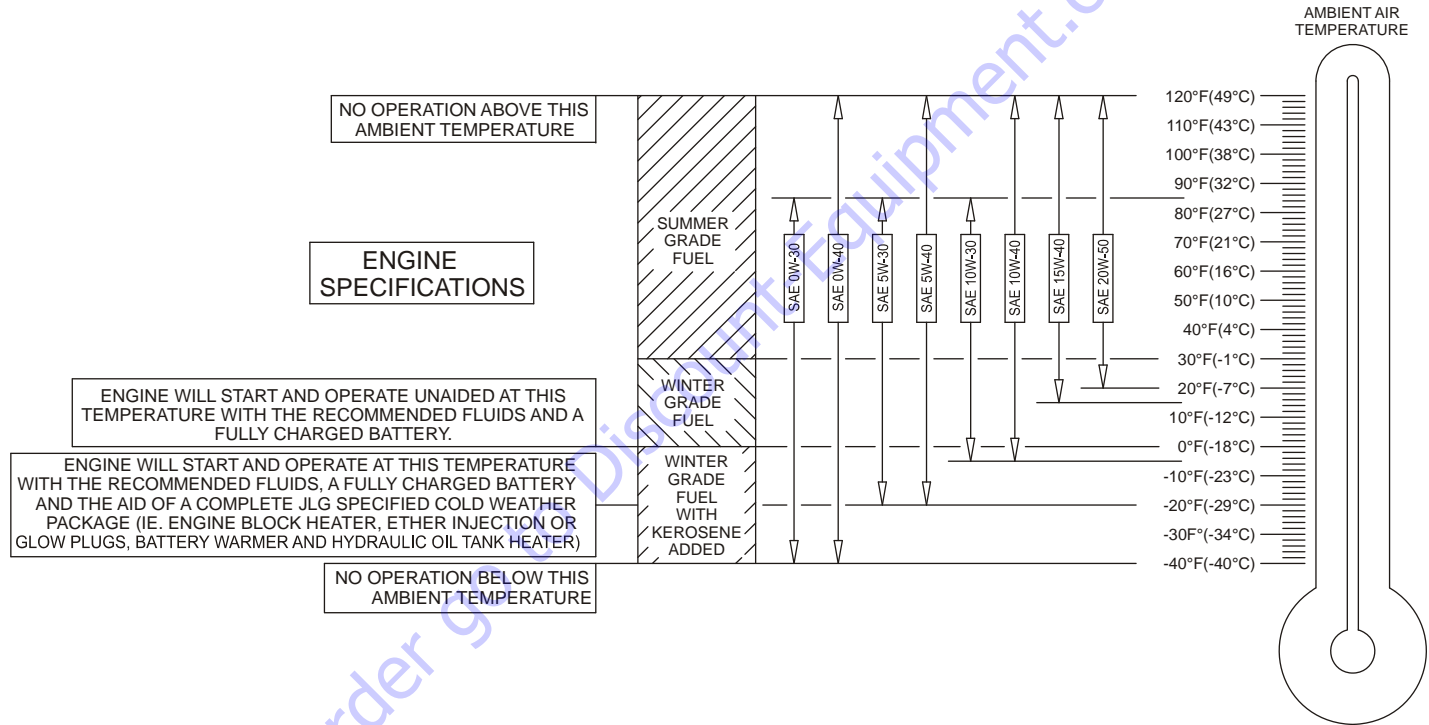 AMBIENT AIR
TEMPERATURE
NO OPERATION ABOVE THIS
AMBIENT TEMPERATURE
ENGINE
SPECIFICATIONS
ENGINE WILL START AND OPERATE UNAIDED AT THIS
TEMPERATURE WITH THE RECOMMENDED FLUIDS AND A
FULLY CHARGED BATTERY.
ENGINE WILL START AND OPERATE AT THIS TEMPERATURE
WITH THE RECOMMENDED FLUIDS, A FULLY CHARGED BATTERY
AND THE AID OF A COMPLETE JLG SPECIFIED COLD WEATHER
PACKAGE (IE. ENGINE BLOCK HEATER, ETHER INJECTION OR
GLOW PLUGS, BATTERY WARMER AND HYDRAULIC OIL TANK HEATER)
NO OPERATION BELOW THIS
AMBIENT TEMPERATURE
SUMMER
GRADE
FUEL
WINTER
GRADE
FUEL
WINTER
GRADE
FUEL
WITH
KEROSENE
ADDED
SAE 0W-30
SAE 0W-40
SAE 5W-30
SAE 5W-40
SAE 10W-30
SAE 10W-40
SAE 15W-40
SAE 20W-50
120°F(49°C)
110°F(43°C)
100°F(38°C)
90°F(32°C)
80°F(27°C)
70°F(21°C)
60°F(16°C)
50°F(10°C)
40°F(4°C)
30°F(-1°C)
20°F(-7°C)
10°F(-12°C)
0°F(-18°C)
-10°F(-23°C)
-20°F(-29°C)
-30F°(-34°C)
-40°F(-40°C)
rder go to Discount-Equipment.c